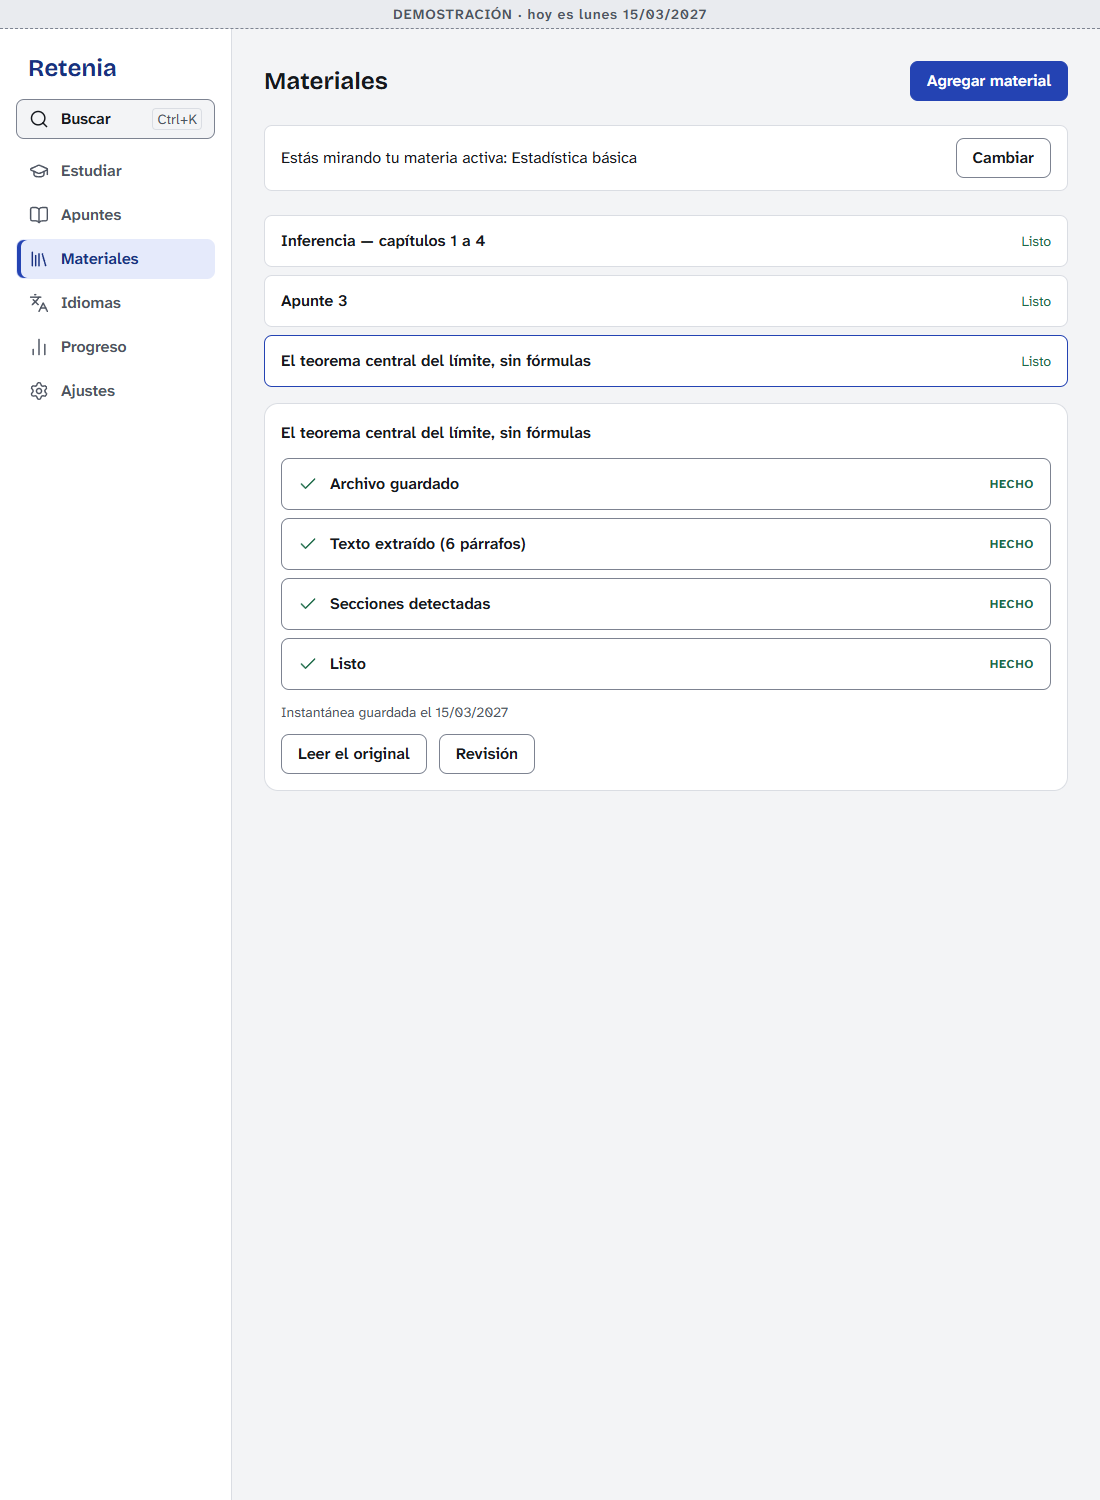 DEMOSTRACIÓN · hoy es lunes 15/03/2027
Retenia
Buscar Ctrl+K
Estudiar
Apuntes
Materiales
Idiomas
Progreso
Ajustes
Materiales
Agregar material
Estás mirando tu materia activa: Estadística básica
Cambiar
Inferencia — capítulos 1 a 4 Listo
Apunte 3 Listo
El teorema central del límite, sin fórmulas Listo
El teorema central del límite, sin fórmulas
Archivo guardado HECHO
Texto extraído (6 párrafos) HECHO
Secciones detectadas HECHO
Listo HECHO
Instantánea guardada el 15/03/2027
Leer el original Revisión